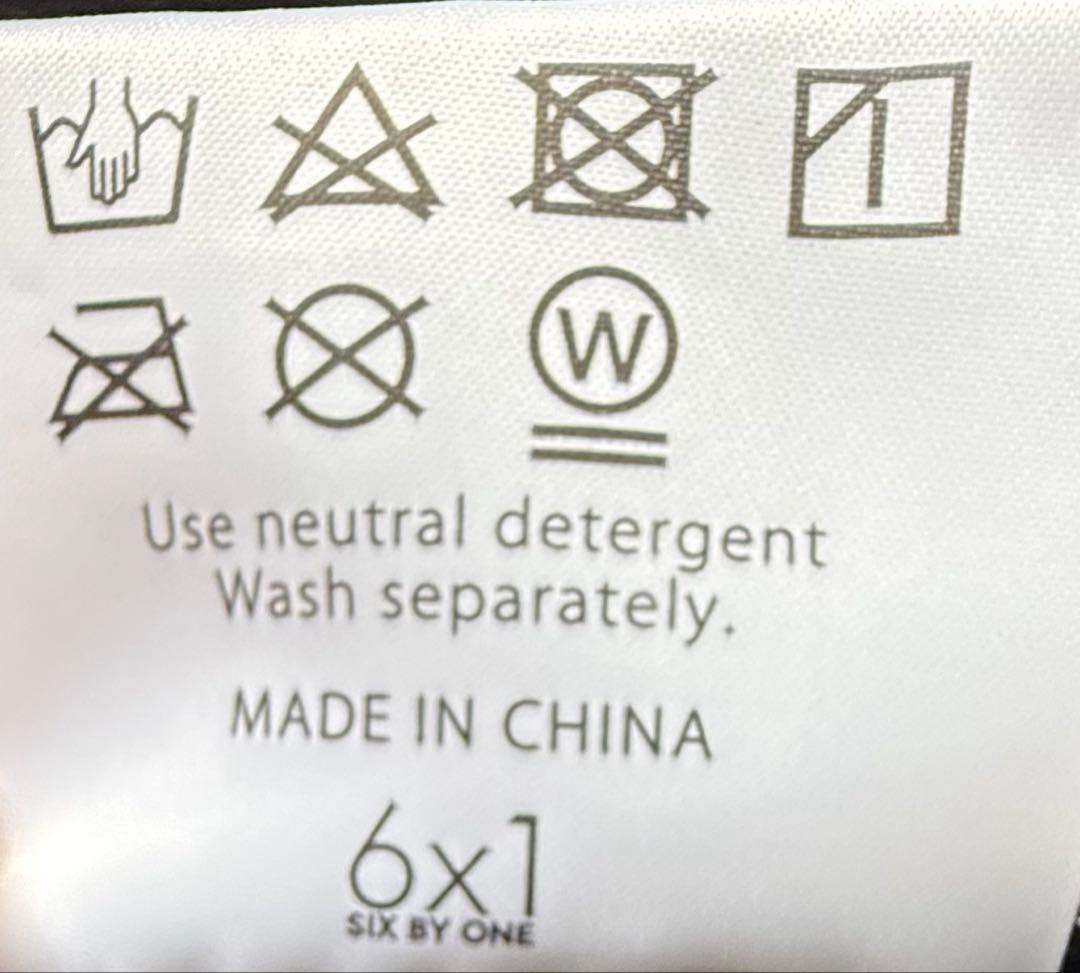 W
Use neutral detergent
Wash separately.
MADE IN CHINA
6x1
SIX BY ONE